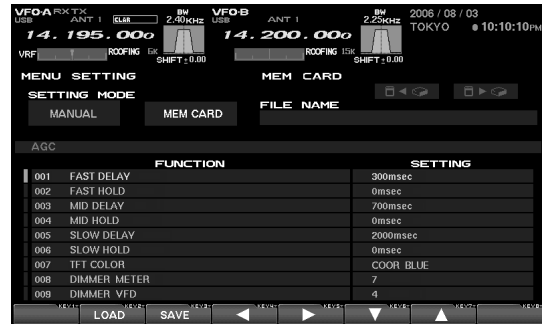 VFO-A RXTX BW VFO-B BW 2006 / 08 / 03
USB ANT 1 CLAR 2.40KHz USB ANT 1 2.25KHz TOKYO 10:10:10PM
14. 195. 00o 14. 200. 00o
VRF ROOFING 6K SHIFT±0.00 ROOFING 15K SHIFT±0.00
MENU SETTING MEM CARD
SETTING MODE
MANUAL MEM CARD FILE NAME
AGC
FUNCTION SETTING
001 FAST DELAY 300msec
002 FAST HOLD 0msec
003 MID DELAY 700msec
004 MID HOLD 0msec
005 SLOW DELAY 2000msec
006 SLOW HOLD 0msec
007 TFT COLOR COOR BLUE
008 DIMMER METER 7
009 DIMMER VFD 4
LOAD SAVE